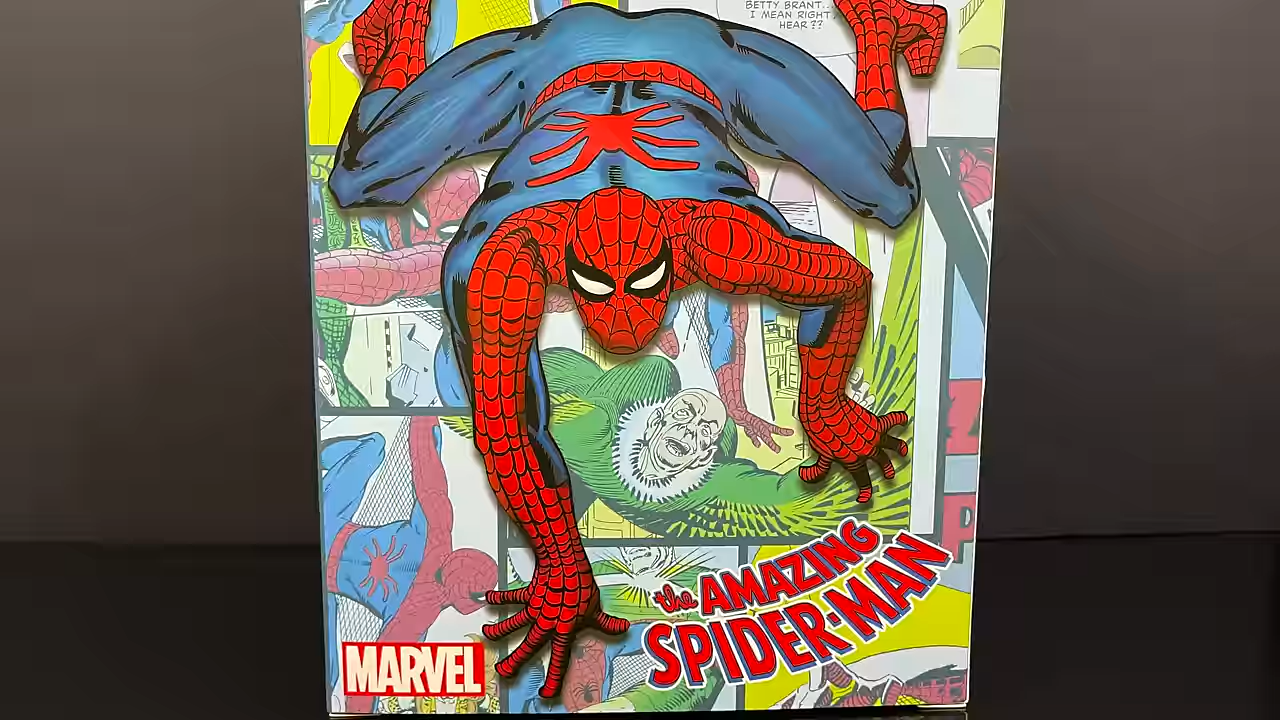 BETTY BRANT...
I MEAN RIGHT,
HEAR??
the AMAZING
SPIDER-MAN
MARVEL